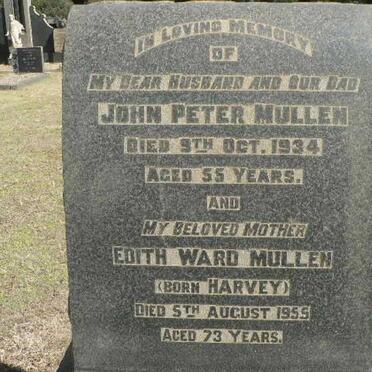 IN LOVING MEMORY
OF
MY DEAR HUSBAND AND OUR DAD
JOHN PETER MULLEN
DIED 9TH OCT. 1934
AGED 55 YEARS.
AND
MY BELOVED MOTHER
EDITH WARD MULLEN
(BORN HARVEY)
DIED 5TH AUGUST 1955
AGED 73 YEARS.